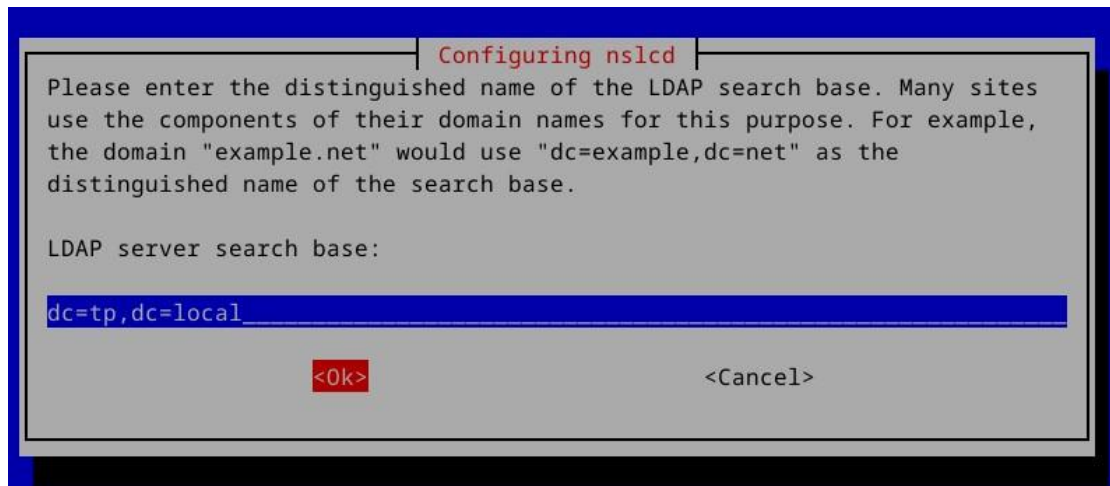 Configuring nslcd
Please enter the distinguished name of the LDAP search base. Many sites
use the components of their domain names for this purpose. For example,
the domain "example.net" would use "dc=example,dc=net" as the
distinguished name of the search base.
LDAP server search base:
dc=tp,dc=local
<Ok> <Cancel>